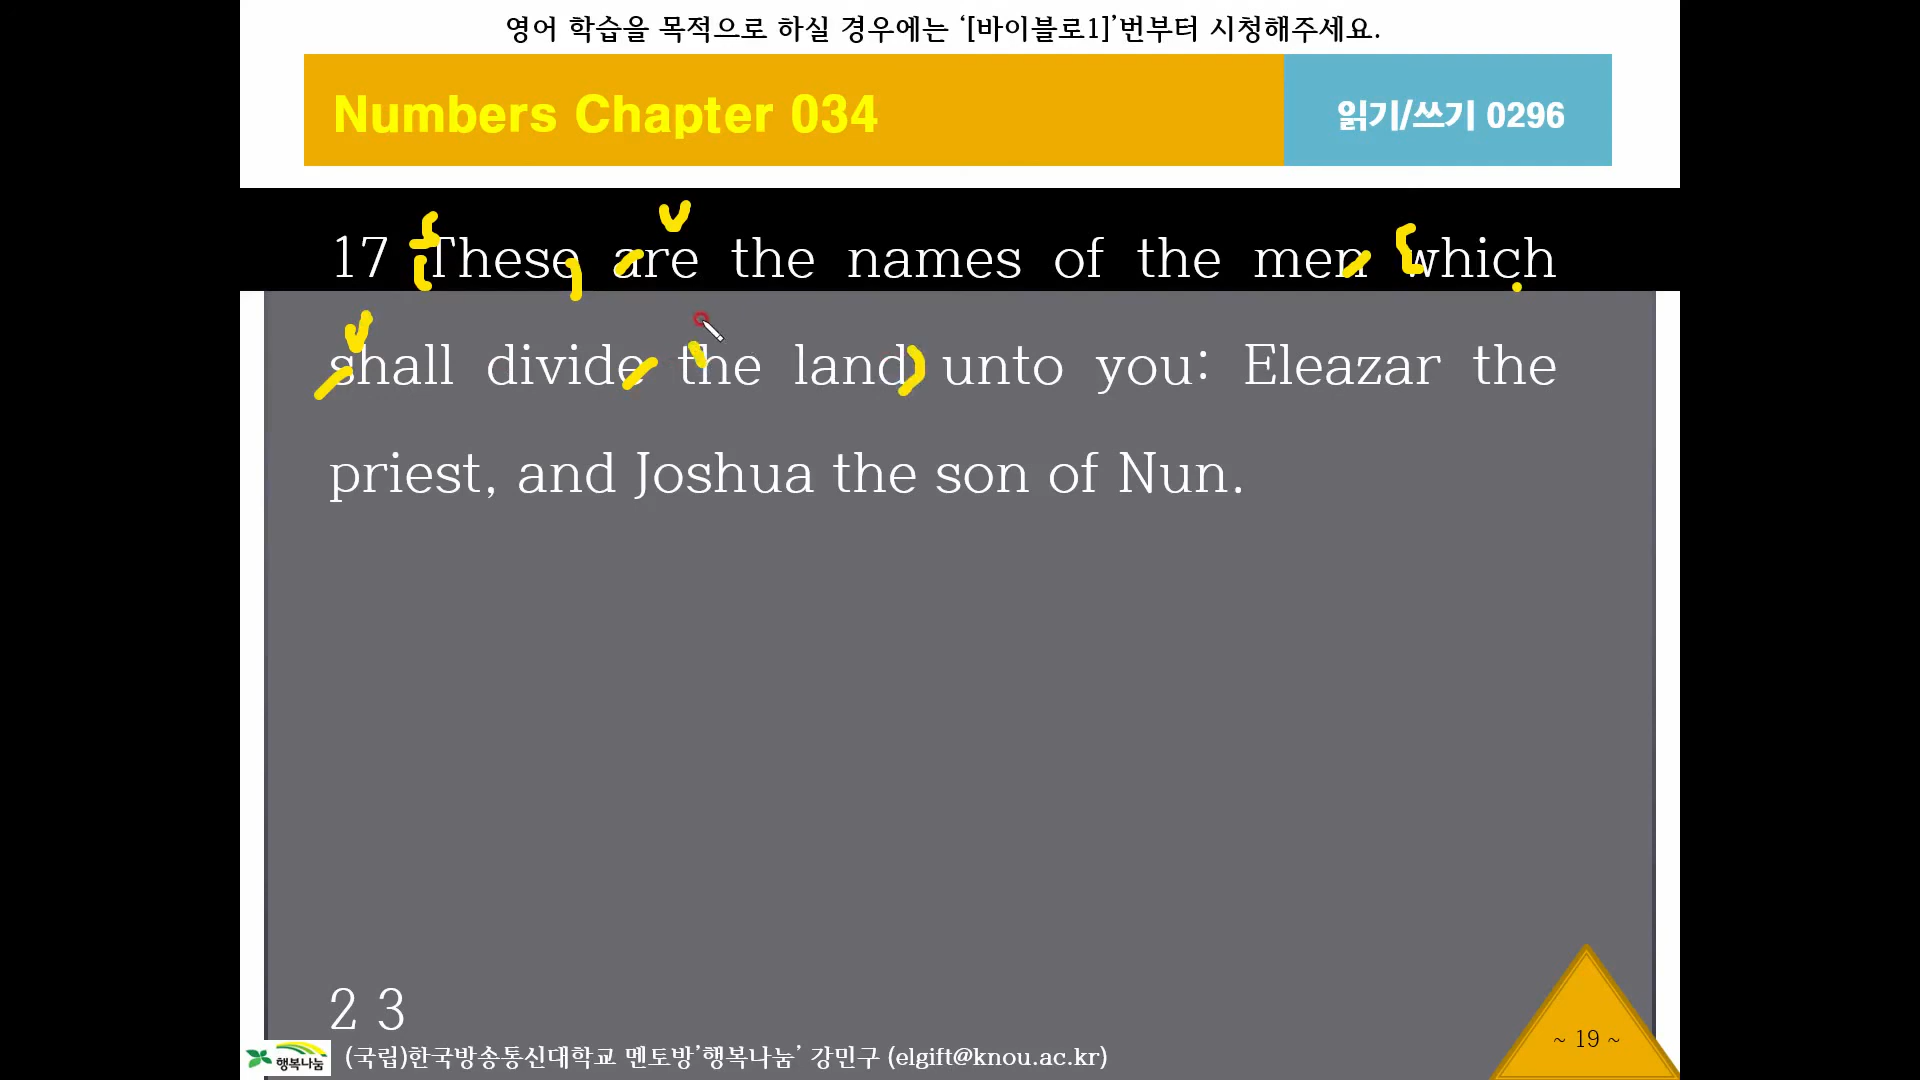 영어 학습을 목적으로 하실 경우에는 ‘[바이블로1]’번부터 시청해주세요.
Numbers Chapter 034
읽기/쓰기 0296
17 These are the names of the men which
shall divide the land unto you: Eleazar the
priest, and Joshua the son of Nun.
2 3
~ 19 ~
행복나눔
(국립)한국방송통신대학교 멘토방’행복나눔’ 강민구 (elgift@knou.ac.kr)